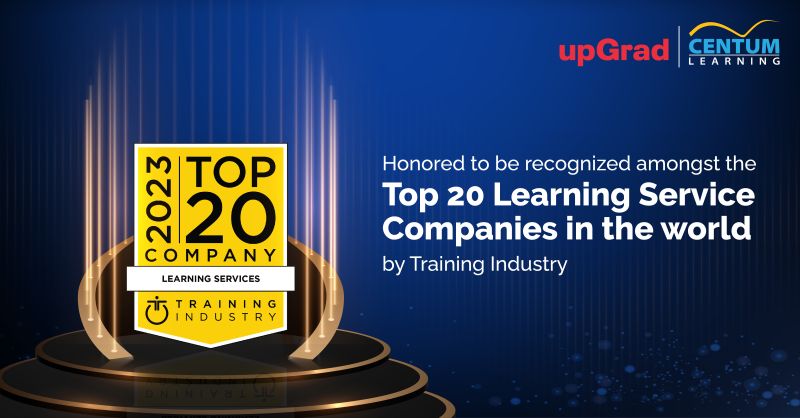 upGrad
CENTUM
LEARNING
2023
TOP
20
COMPANY
LEARNING SERVICES
TRAINING
INDUSTRY
Honored to be recognized amongst the
Top 20 Learning Service
Companies in the world
by Training Industry